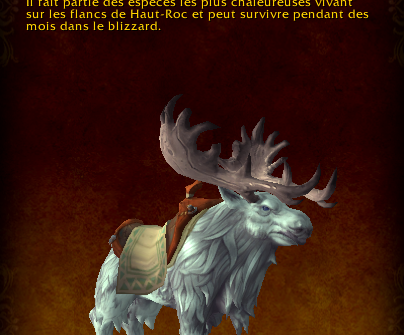 Il fait partie des espèces les plus chaleureuses vivant
sur les flancs de Haut-Roc et peut survivre pendant des
mois dans le blizzard.